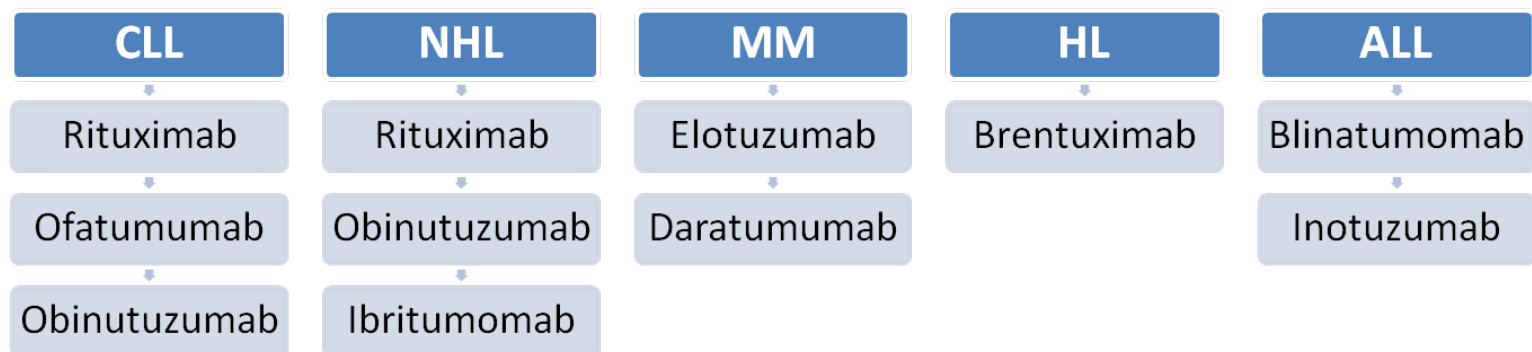 CLL
Rituximab
Ofatumumab
Obinutuzumab
NHL
Rituximab
Obinutuzumab
Ibritumomab
MM
Elotuzumab
Daratumumab
HL
Brentuximab
ALL
Blinatumomab
Inotuzumab